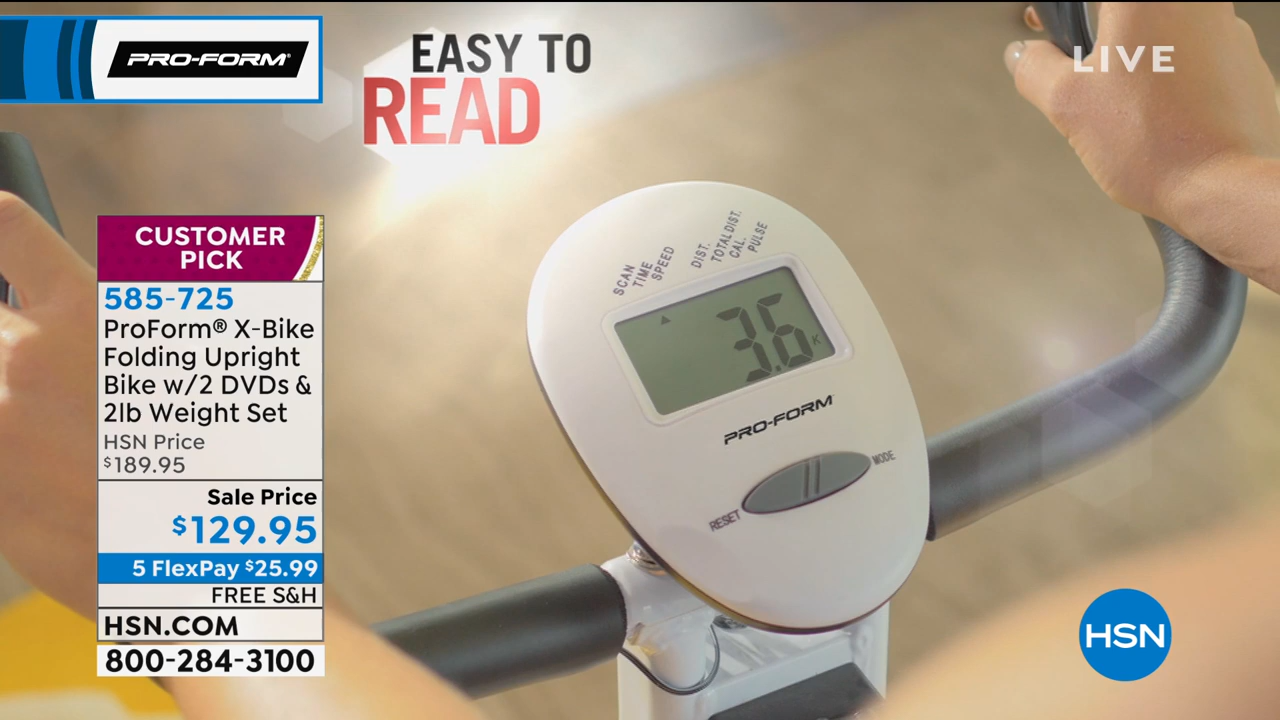 PRO-FORM®
EASY TO
READ
LIVE
CUSTOMER
PICK
585-725
ProForm® X-Bike
Folding Upright
Bike w/2 DVDs &
2lb Weight Set
HSN Price
$189.95
Sale Price
$129.95
5 FlexPay $25.99
FREE S&H
HSN.COM
800-284-3100
SCAN
TIME
SPEED
DIST.
TOTAL DIST.
CAL.
PULSE
3.6 K
PRO-FORM
MODE
RESET
HSN